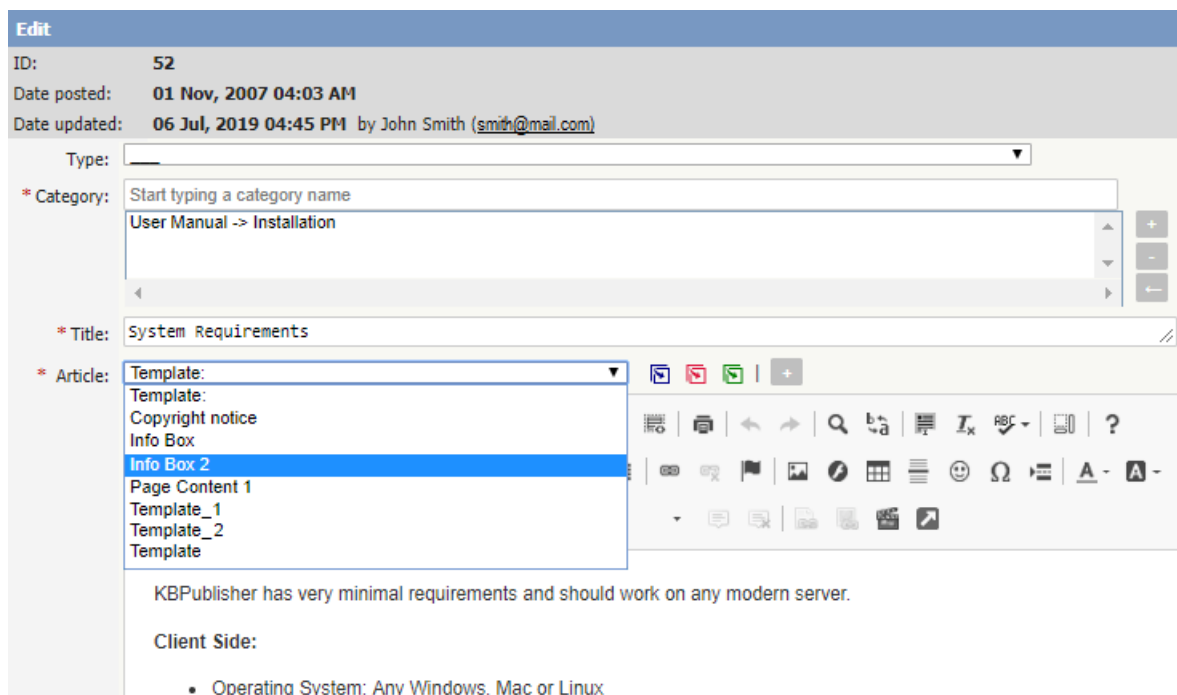 Edit
ID: 52
Date posted: 01 Nov, 2007 04:03 AM
Date updated: 06 Jul, 2019 04:45 PM by John Smith (smith@mail.com)
Type: ___
* Category: Start typing a category name
User Manual -> Installation
* Title: System Requirements
* Article: Template:
Template:
Copyright notice
Info Box
Info Box 2
Page Content 1
Template_1
Template_2
Template
KBPublisher has very minimal requirements and should work on any modern server.
Client Side:
• Operating System: Any Windows, Mac or Linux